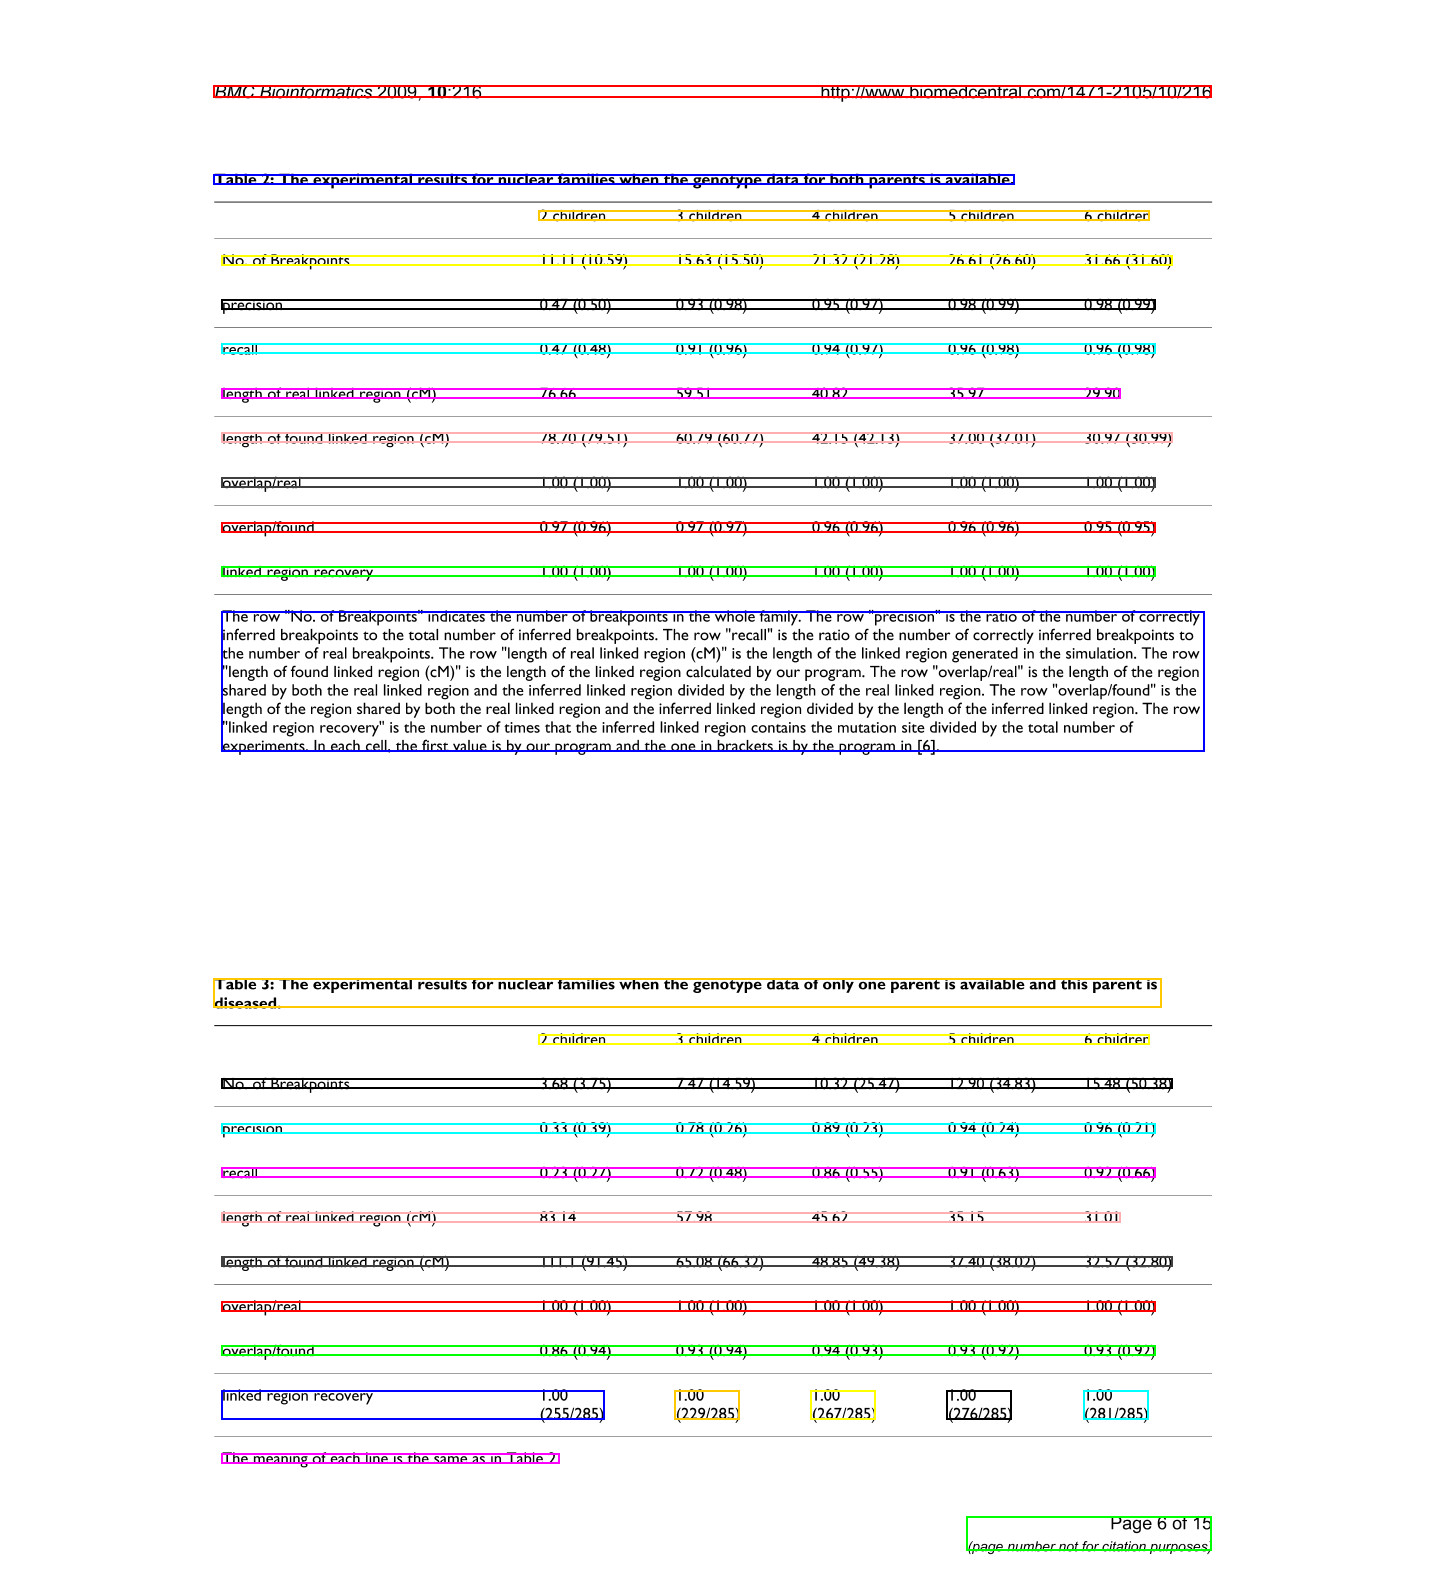 BMC Bioinformatics 2009, 10:216 http://www.biomedcentral.com/1471-2105/10/216
Table 2: The experimental results for nuclear families when the genotype data for both parents is available.
2 children 3 children 4 children 5 children 6 children
No. of Breakpoints 11.11 (10.59) 15.63 (15.50) 21.32 (21.28) 26.61 (26.60) 31.66 (31.60)
precision 0.47 (0.50) 0.93 (0.98) 0.95 (0.97) 0.98 (0.99) 0.98 (0.99)
recall 0.47 (0.48) 0.91 (0.96) 0.94 (0.97) 0.96 (0.98) 0.96 (0.98)
length of real linked region (cM) 76.66 59.51 40.82 35.97 29.90
length of found linked region (cM) 78.70 (79.51) 60.79 (60.77) 42.15 (42.13) 37.00 (37.01) 30.97 (30.99)
overlap/real 1.00 (1.00) 1.00 (1.00) 1.00 (1.00) 1.00 (1.00) 1.00 (1.00)
overlap/found 0.97 (0.96) 0.97 (0.97) 0.96 (0.96) 0.96 (0.96) 0.95 (0.95)
linked region recovery 1.00 (1.00) 1.00 (1.00) 1.00 (1.00) 1.00 (1.00) 1.00 (1.00)
The row "No. of Breakpoints" indicates the number of breakpoints in the whole family. The row "precision" is the ratio of the number of correctly
inferred breakpoints to the total number of inferred breakpoints. The row "recall" is the ratio of the number of correctly inferred breakpoints to
the number of real breakpoints. The row "length of real linked region (cM)" is the length of the linked region generated in the simulation. The row
"length of found linked region (cM)" is the length of the linked region calculated by our program. The row "overlap/real" is the length of the region
shared by both the real linked region and the inferred linked region divided by the length of the real linked region. The row "overlap/found" is the
length of the region shared by both the real linked region and the inferred linked region divided by the length of the inferred linked region. The row
"linked region recovery" is the number of times that the inferred linked region contains the mutation site divided by the total number of
experiments. In each cell, the first value is by our program and the one in brackets is by the program in [6].
Table 3: The experimental results for nuclear families when the genotype data of only one parent is available and this parent is
diseased.
2 children 3 children 4 children 5 children 6 children
No. of Breakpoints 3.68 (3.75) 7.47 (14.59) 10.32 (25.47) 12.90 (34.83) 15.48 (50.38)
precision 0.33 (0.39) 0.78 (0.26) 0.89 (0.23) 0.94 (0.24) 0.96 (0.21)
recall 0.23 (0.27) 0.72 (0.48) 0.86 (0.55) 0.91 (0.63) 0.92 (0.66)
length of real linked region (cM) 83.14 57.98 45.62 35.15 31.01
length of found linked region (cM) 111.1 (91.45) 65.08 (66.32) 48.85 (49.38) 37.40 (38.02) 32.57 (32.80)
overlap/real 1.00 (1.00) 1.00 (1.00) 1.00 (1.00) 1.00 (1.00) 1.00 (1.00)
overlap/found 0.86 (0.94) 0.93 (0.94) 0.94 (0.93) 0.93 (0.92) 0.93 (0.92)
linked region recovery 1.00 1.00 1.00 1.00 1.00
(255/285) (229/285) (267/285) (276/285) (281/285)
The meaning of each line is the same as in Table 2
Page 6 of 15
(page number not for citation purposes)